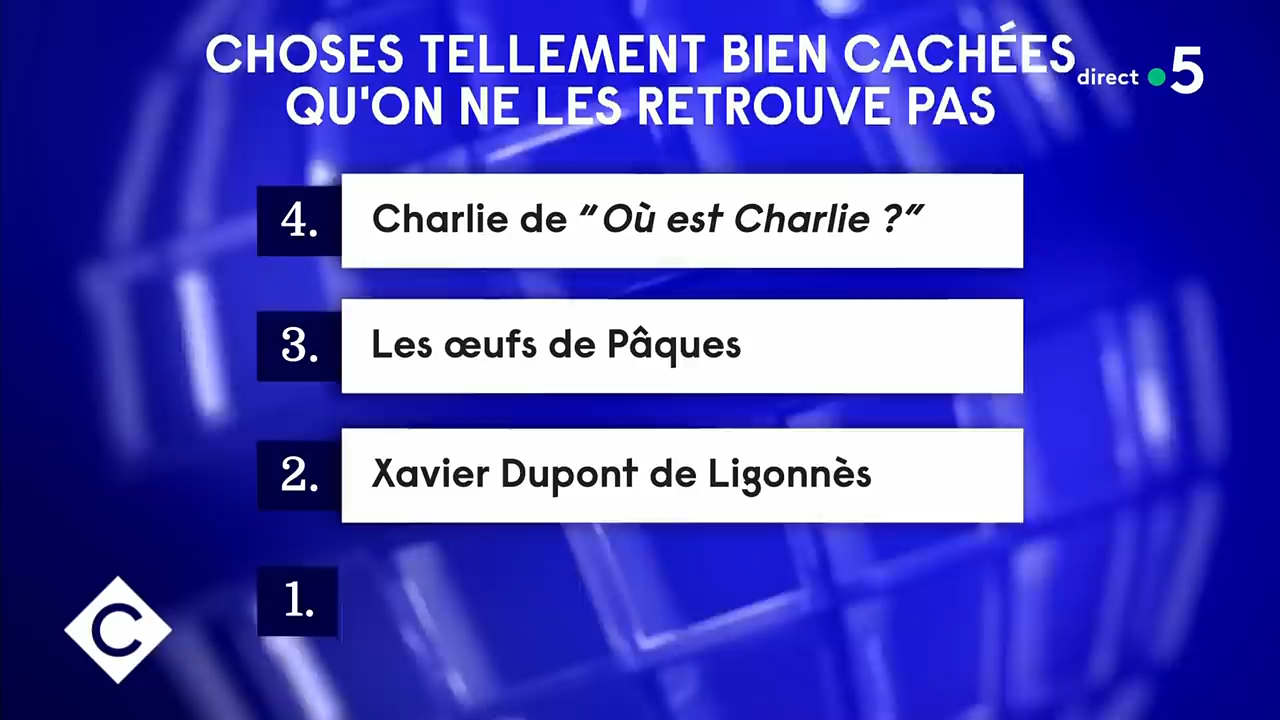 CHOSES TELLEMENT BIEN CACHÉES
QU'ON NE LES RETROUVE PAS
direct 5
4. Charlie de “Où est Charlie ?”
3. Les œufs de Pâques
2. Xavier Dupont de Ligonnès
1.
C